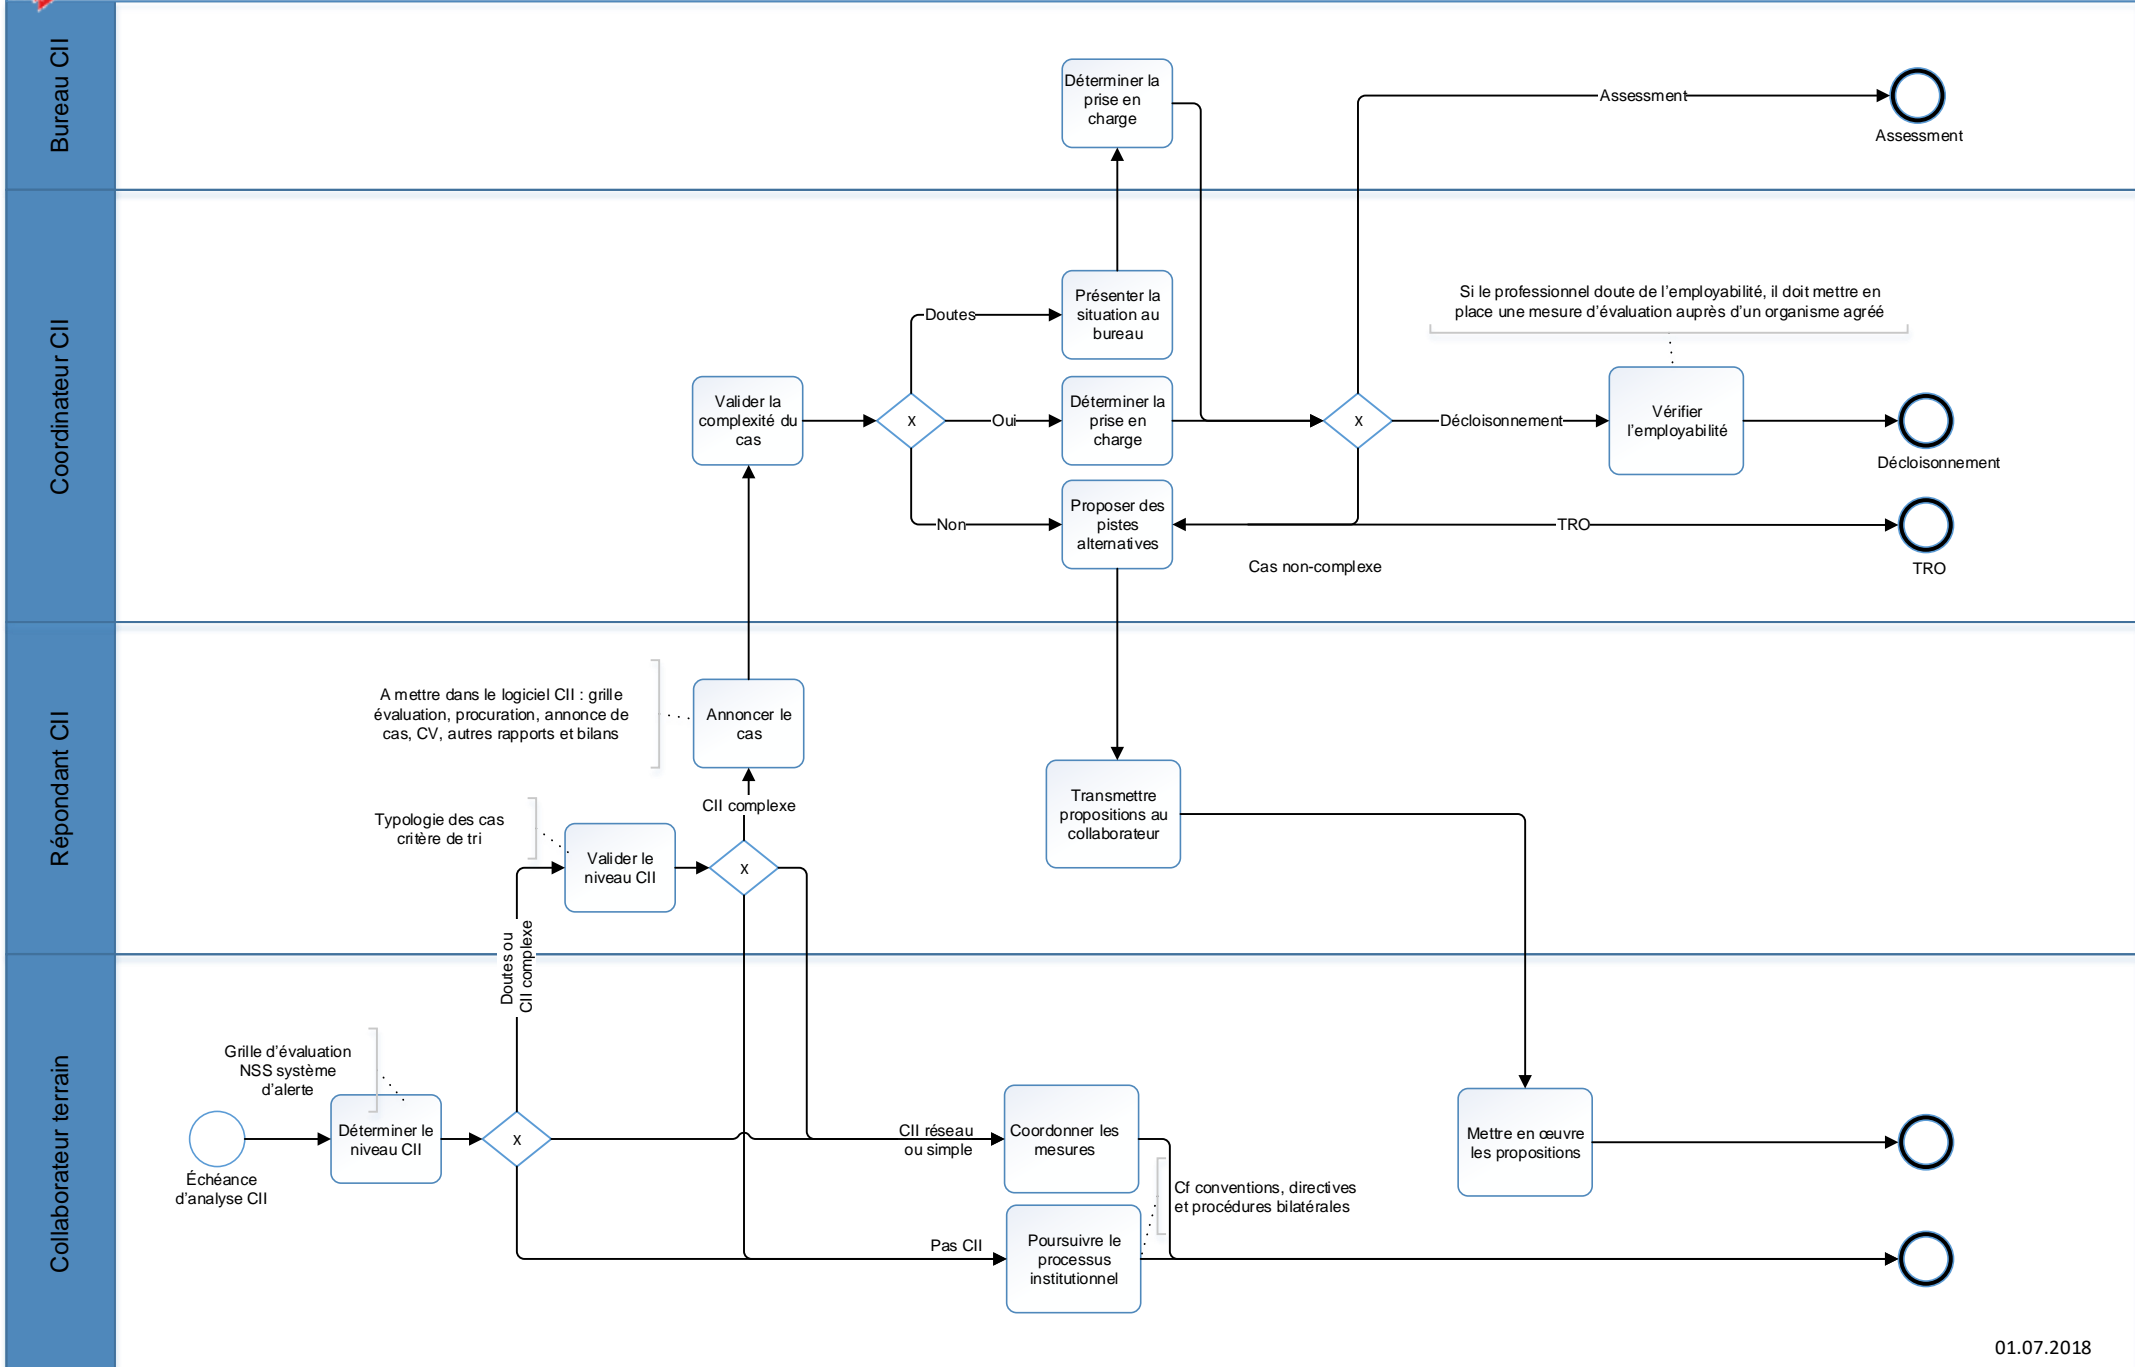 Bureau CII
Déterminer la
prise en
charge
Assessment
Assessment
Coordinateur CII
Présenter la
situation au
bureau
Doutes
Si le professionnel doute de l’employabilité, il doit mettre en
place une mesure d’évaluation auprès d’un organisme agréé
Valider la
complexité du
cas
X
Oui
Déterminer la
prise en
charge
X
Décloisonnement
Vérifier
l’employabilité
Décloisonnement
Non
Proposer des
pistes
alternatives
TRO
Cas non-complexe
TRO
Répondant CII
A mettre dans le logiciel CII : grille
évaluation, procuration, annonce de
cas, CV, autres rapports et bilans
Annoncer le
cas
CII complexe
Typologie des cas
critère de tri
Valider le
niveau CII
X
Transmettre
propositions au
collaborateur
Doutes ou
CII complexe
Collaborateur terrain
Grille d’évaluation
NSS système
d’alerte
Échéance
d’analyse CII
Déterminer le
niveau CII
X
CII réseau
ou simple
Coordonner les
mesures
Cf conventions, directives
et procédures bilatérales
Mettre en œuvre
les propositions
Pas CII
Poursuivre le
processus
institutionnel
01.07.2018